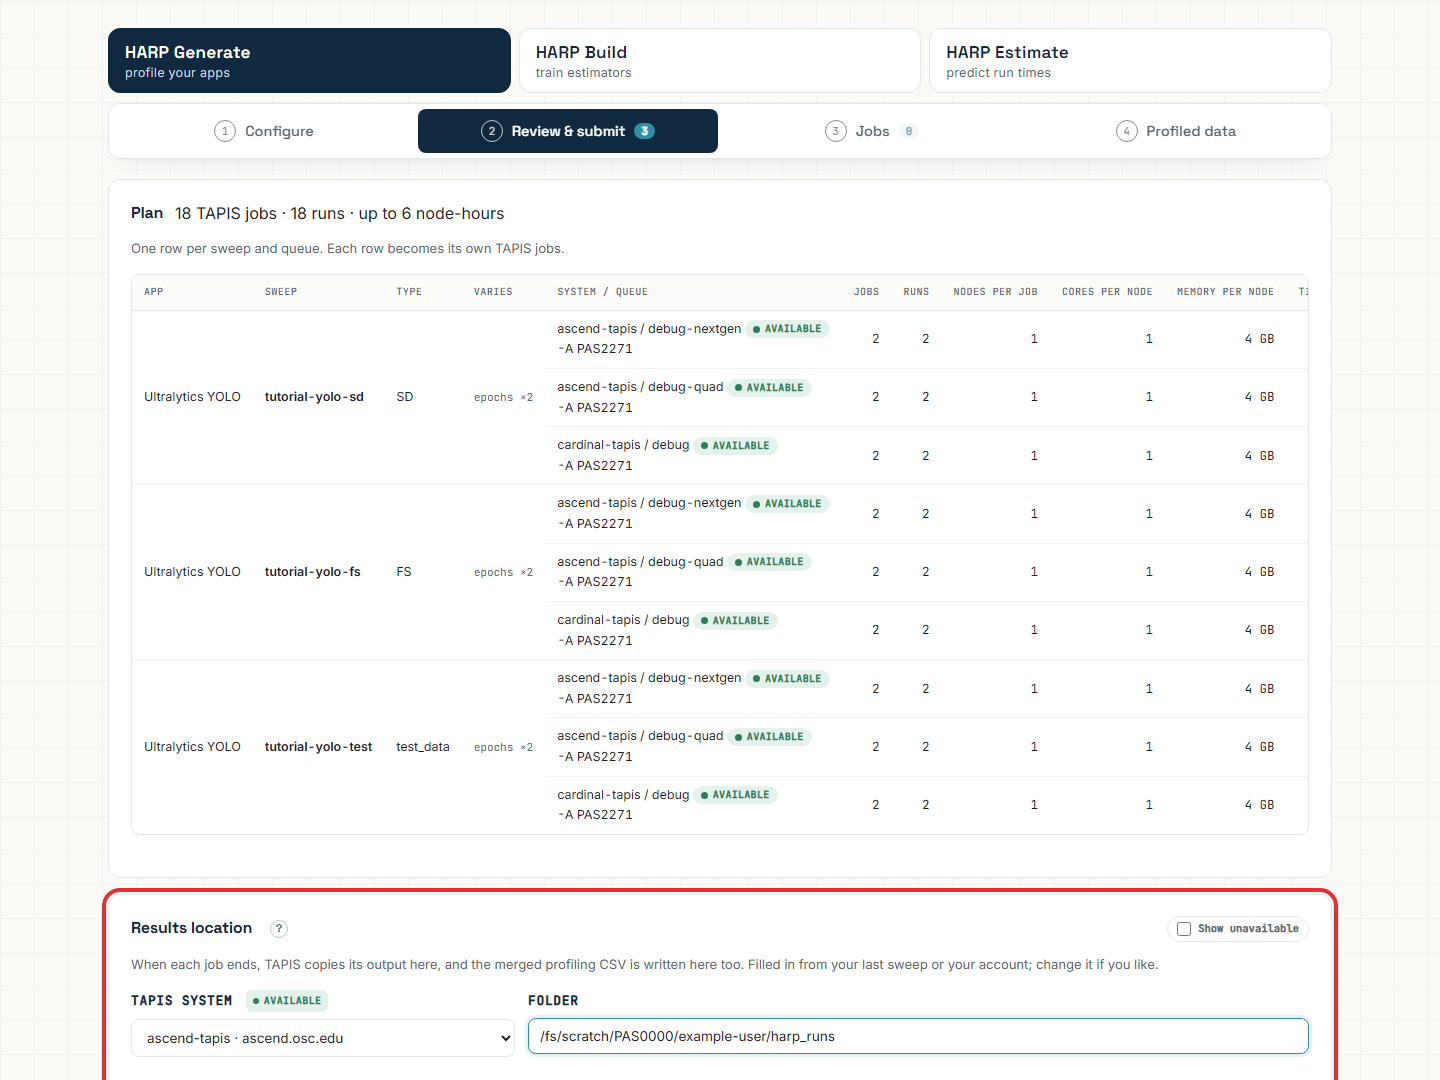 HARP Generate
profile your apps
HARP Build
train estimators
HARP Estimate
predict run times
1 Configure
2 Review & submit 3
3 Jobs 0
4 Profiled data
Plan 18 TAPIS jobs · 18 runs · up to 6 node-hours
One row per sweep and queue. Each row becomes its own TAPIS jobs.
APP SWEEP TYPE VARIES SYSTEM / QUEUE JOBS RUNS NODES PER JOB CORES PER NODE MEMORY PER NODE
Ultralytics YOLO tutorial-yolo-sd SD epochs ×2
ascend-tapis / debug-nextgen AVAILABLE 2 2 1 1 4 GB
-A PAS2271
ascend-tapis / debug-quad AVAILABLE 2 2 1 1 4 GB
-A PAS2271
cardinal-tapis / debug AVAILABLE 2 2 1 1 4 GB
-A PAS2271
Ultralytics YOLO tutorial-yolo-fs FS epochs ×2
ascend-tapis / debug-nextgen AVAILABLE 2 2 1 1 4 GB
-A PAS2271
ascend-tapis / debug-quad AVAILABLE 2 2 1 1 4 GB
-A PAS2271
cardinal-tapis / debug AVAILABLE 2 2 1 1 4 GB
-A PAS2271
Ultralytics YOLO tutorial-yolo-test test_data epochs ×2
ascend-tapis / debug-nextgen AVAILABLE 2 2 1 1 4 GB
-A PAS2271
ascend-tapis / debug-quad AVAILABLE 2 2 1 1 4 GB
-A PAS2271
cardinal-tapis / debug AVAILABLE 2 2 1 1 4 GB
-A PAS2271
Results location ?
Show unavailable
When each job ends, TAPIS copies its output here, and the merged profiling CSV is written here too. Filled in from your last sweep or your account; change it if you like.
TAPIS SYSTEM AVAILABLE
FOLDER
ascend-tapis · ascend.osc.edu
/fs/scratch/PAS0000/example-user/harp_runs